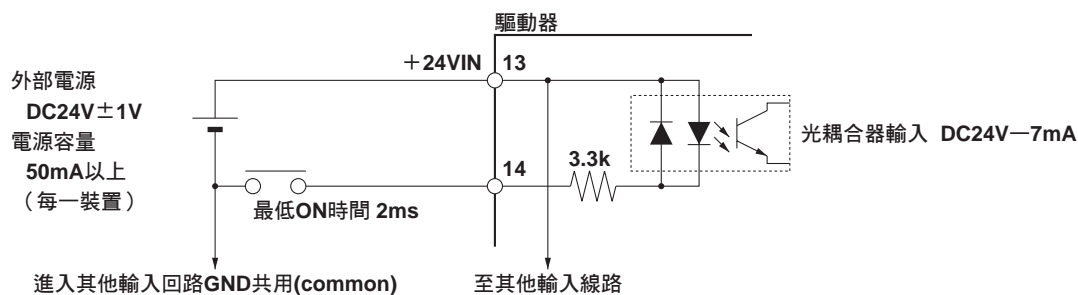 驅動器
+24VIN
13
外部電源
DC24V±1V
電源容量
50mA以上
（每一裝置）
光耦合器輸入 DC24V—7mA
3.3k
14
最低ON時間 2ms
進入其他輸入回路GND共用(common)
至其他輸入線路